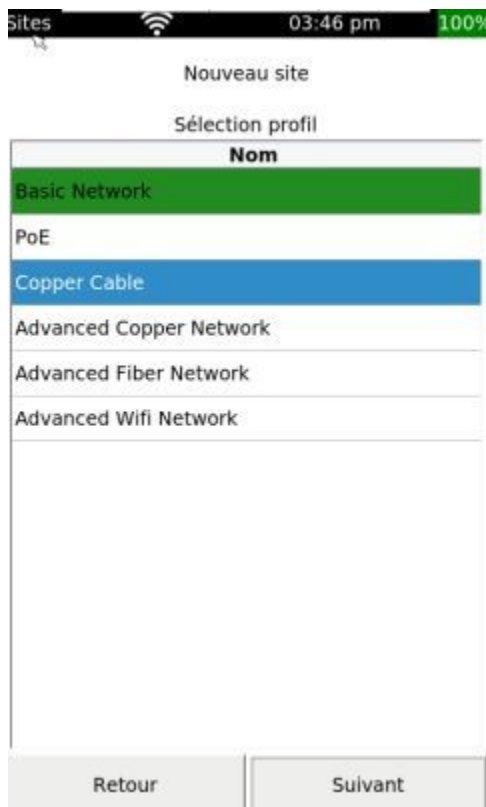 Sites 03:46 pm 100%
Nouveau site
Sélection profil
Nom
Basic Network
PoE
Copper Cable
Advanced Copper Network
Advanced Fiber Network
Advanced Wifi Network
Retour Suivant